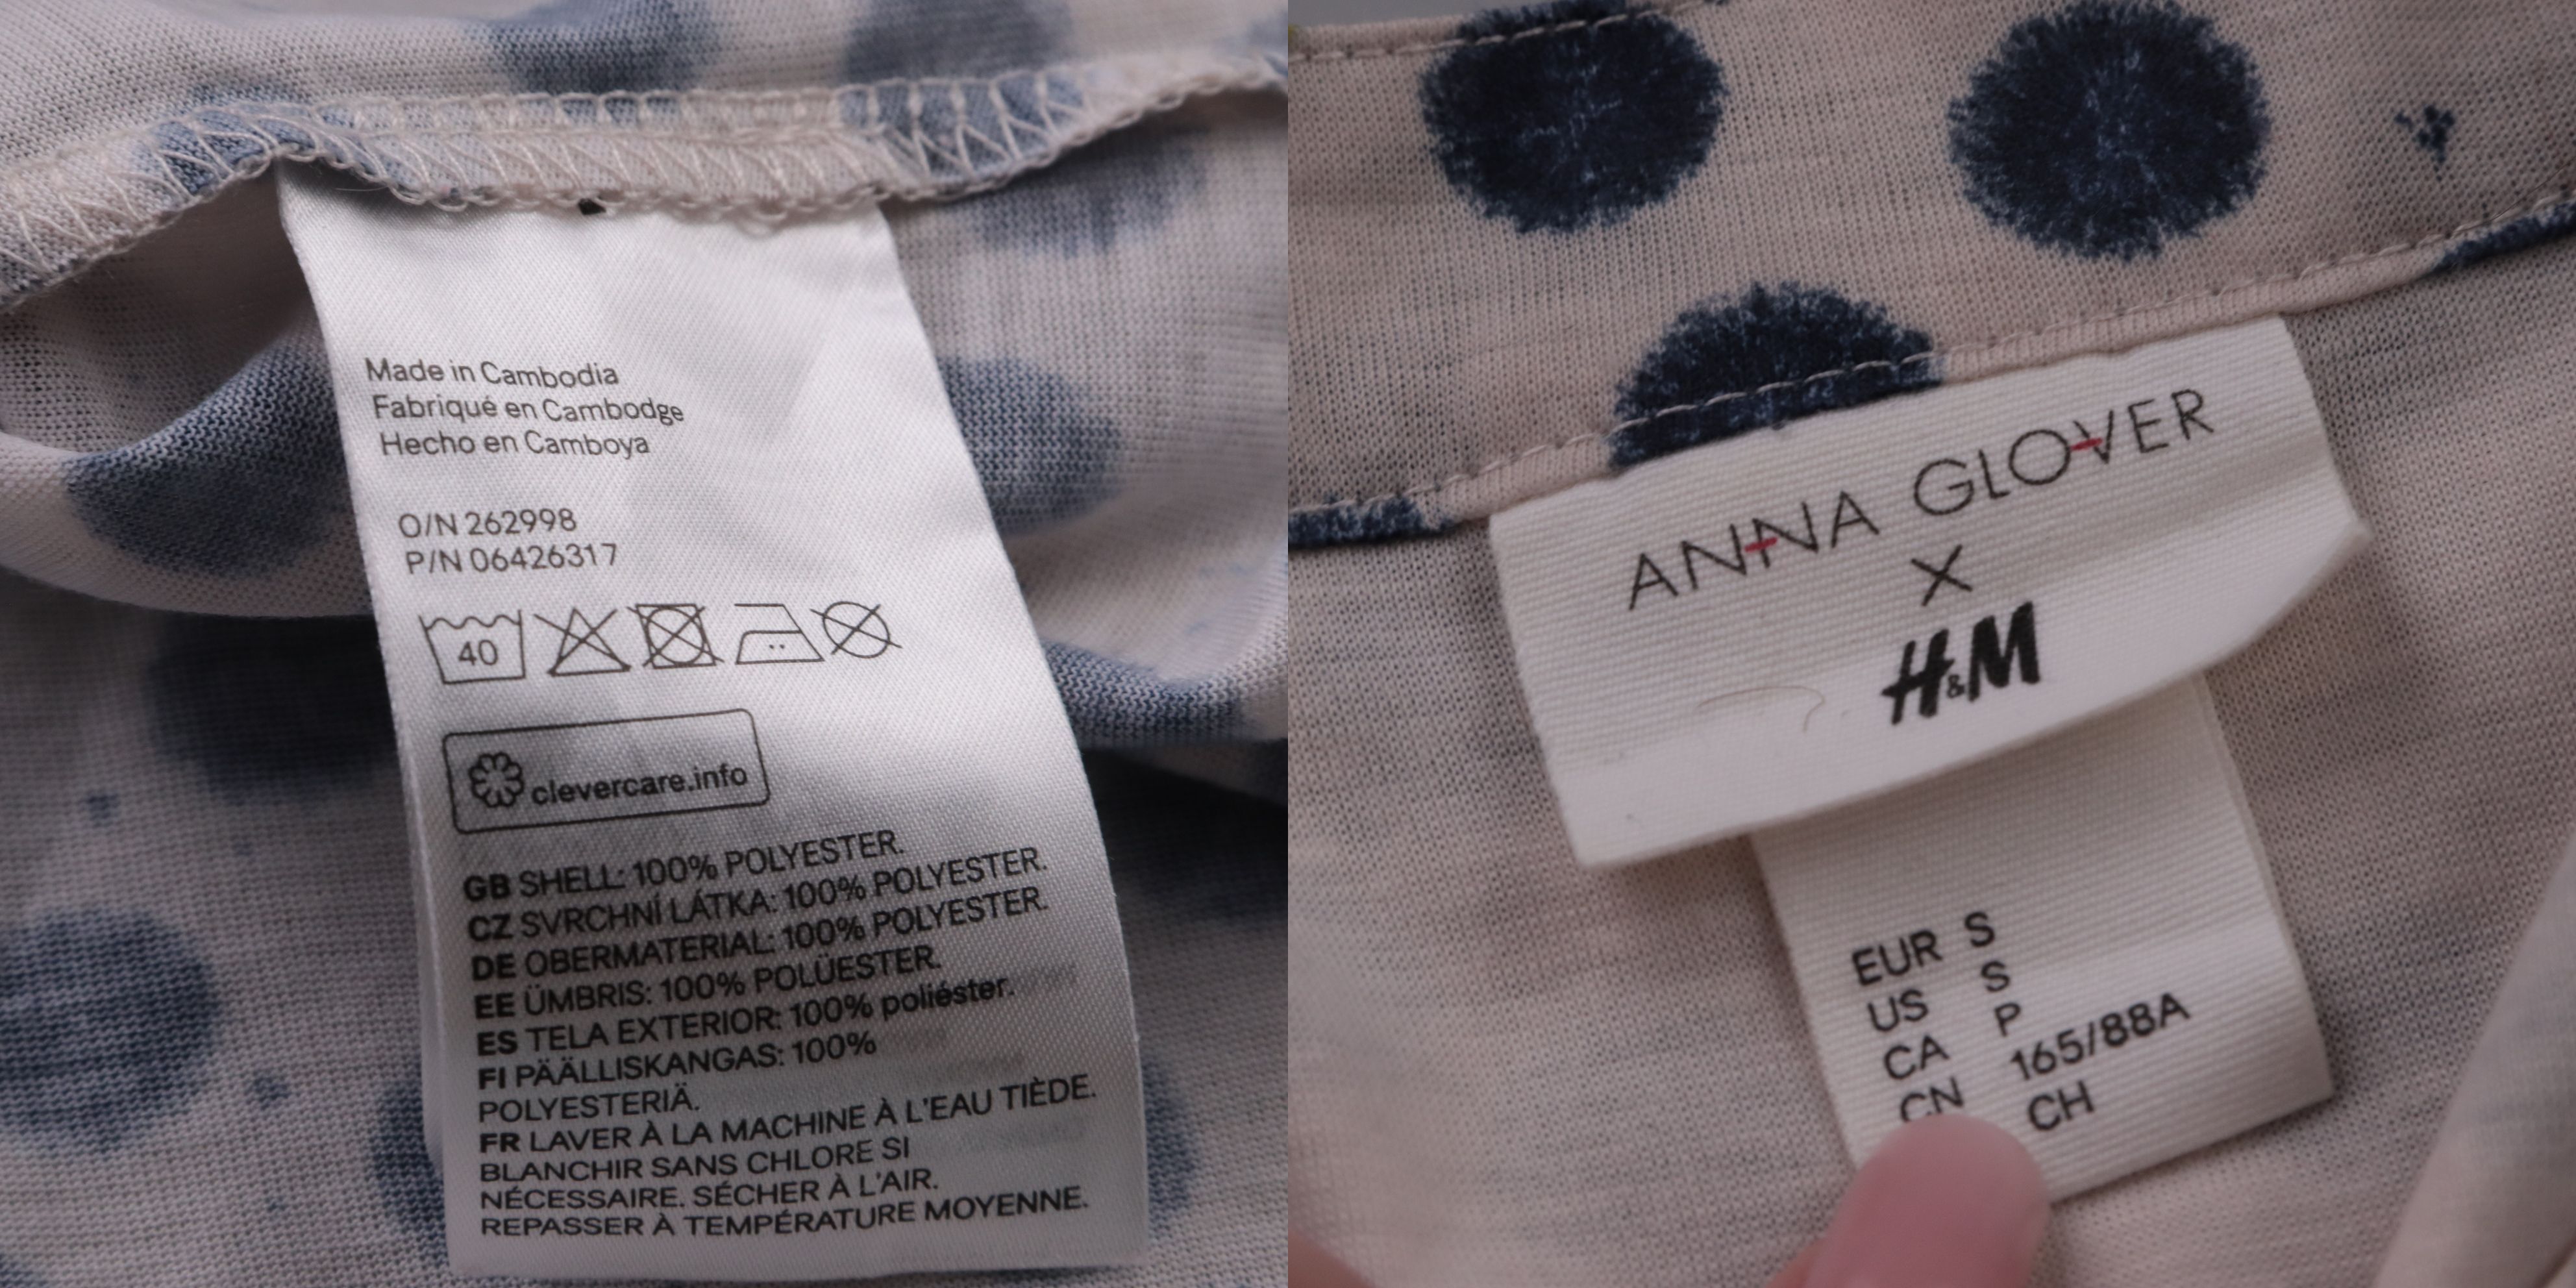 Made in Cambodia
Fabriqué en Cambodge
Hecho en Camboya
O/N 262998
P/N 06426317
40
clevercare.info
GB SHELL: 100% POLYESTER.
CZ SVRCHNÍ LÁTKA: 100% POLYESTER.
DE OBERMATERIAL: 100% POLYESTER.
EE ÜMBRIS: 100% POLÜESTER.
ES TELA EXTERIOR: 100% poliéster.
FI PÄÄLLISKANGAS: 100%
POLYESTERIÄ.
FR LAVER À LA MACHINE À L'EAU TIÈDE.
BLANCHIR SANS CHLORE SI
NÉCESSAIRE. SÉCHER À L'AIR.
REPASSER À TEMPÉRATURE MOYENNE.
ANNA GLOVER
X
H&M
EUR S
US S
CA P
CN 165/88A
CH